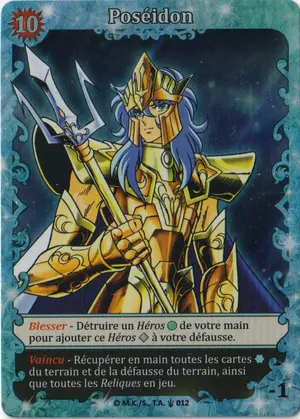 Poséidon
10
Blesser - Détruire un Héros de votre main
pour ajouter ce Héros à votre défausse.
Vaincu - Récupérer en main toutes les cartes
du terrain et de la défausse du terrain, ainsi
que toutes les Reliques en jeu.
-1
© M.K./S., T.A. 012